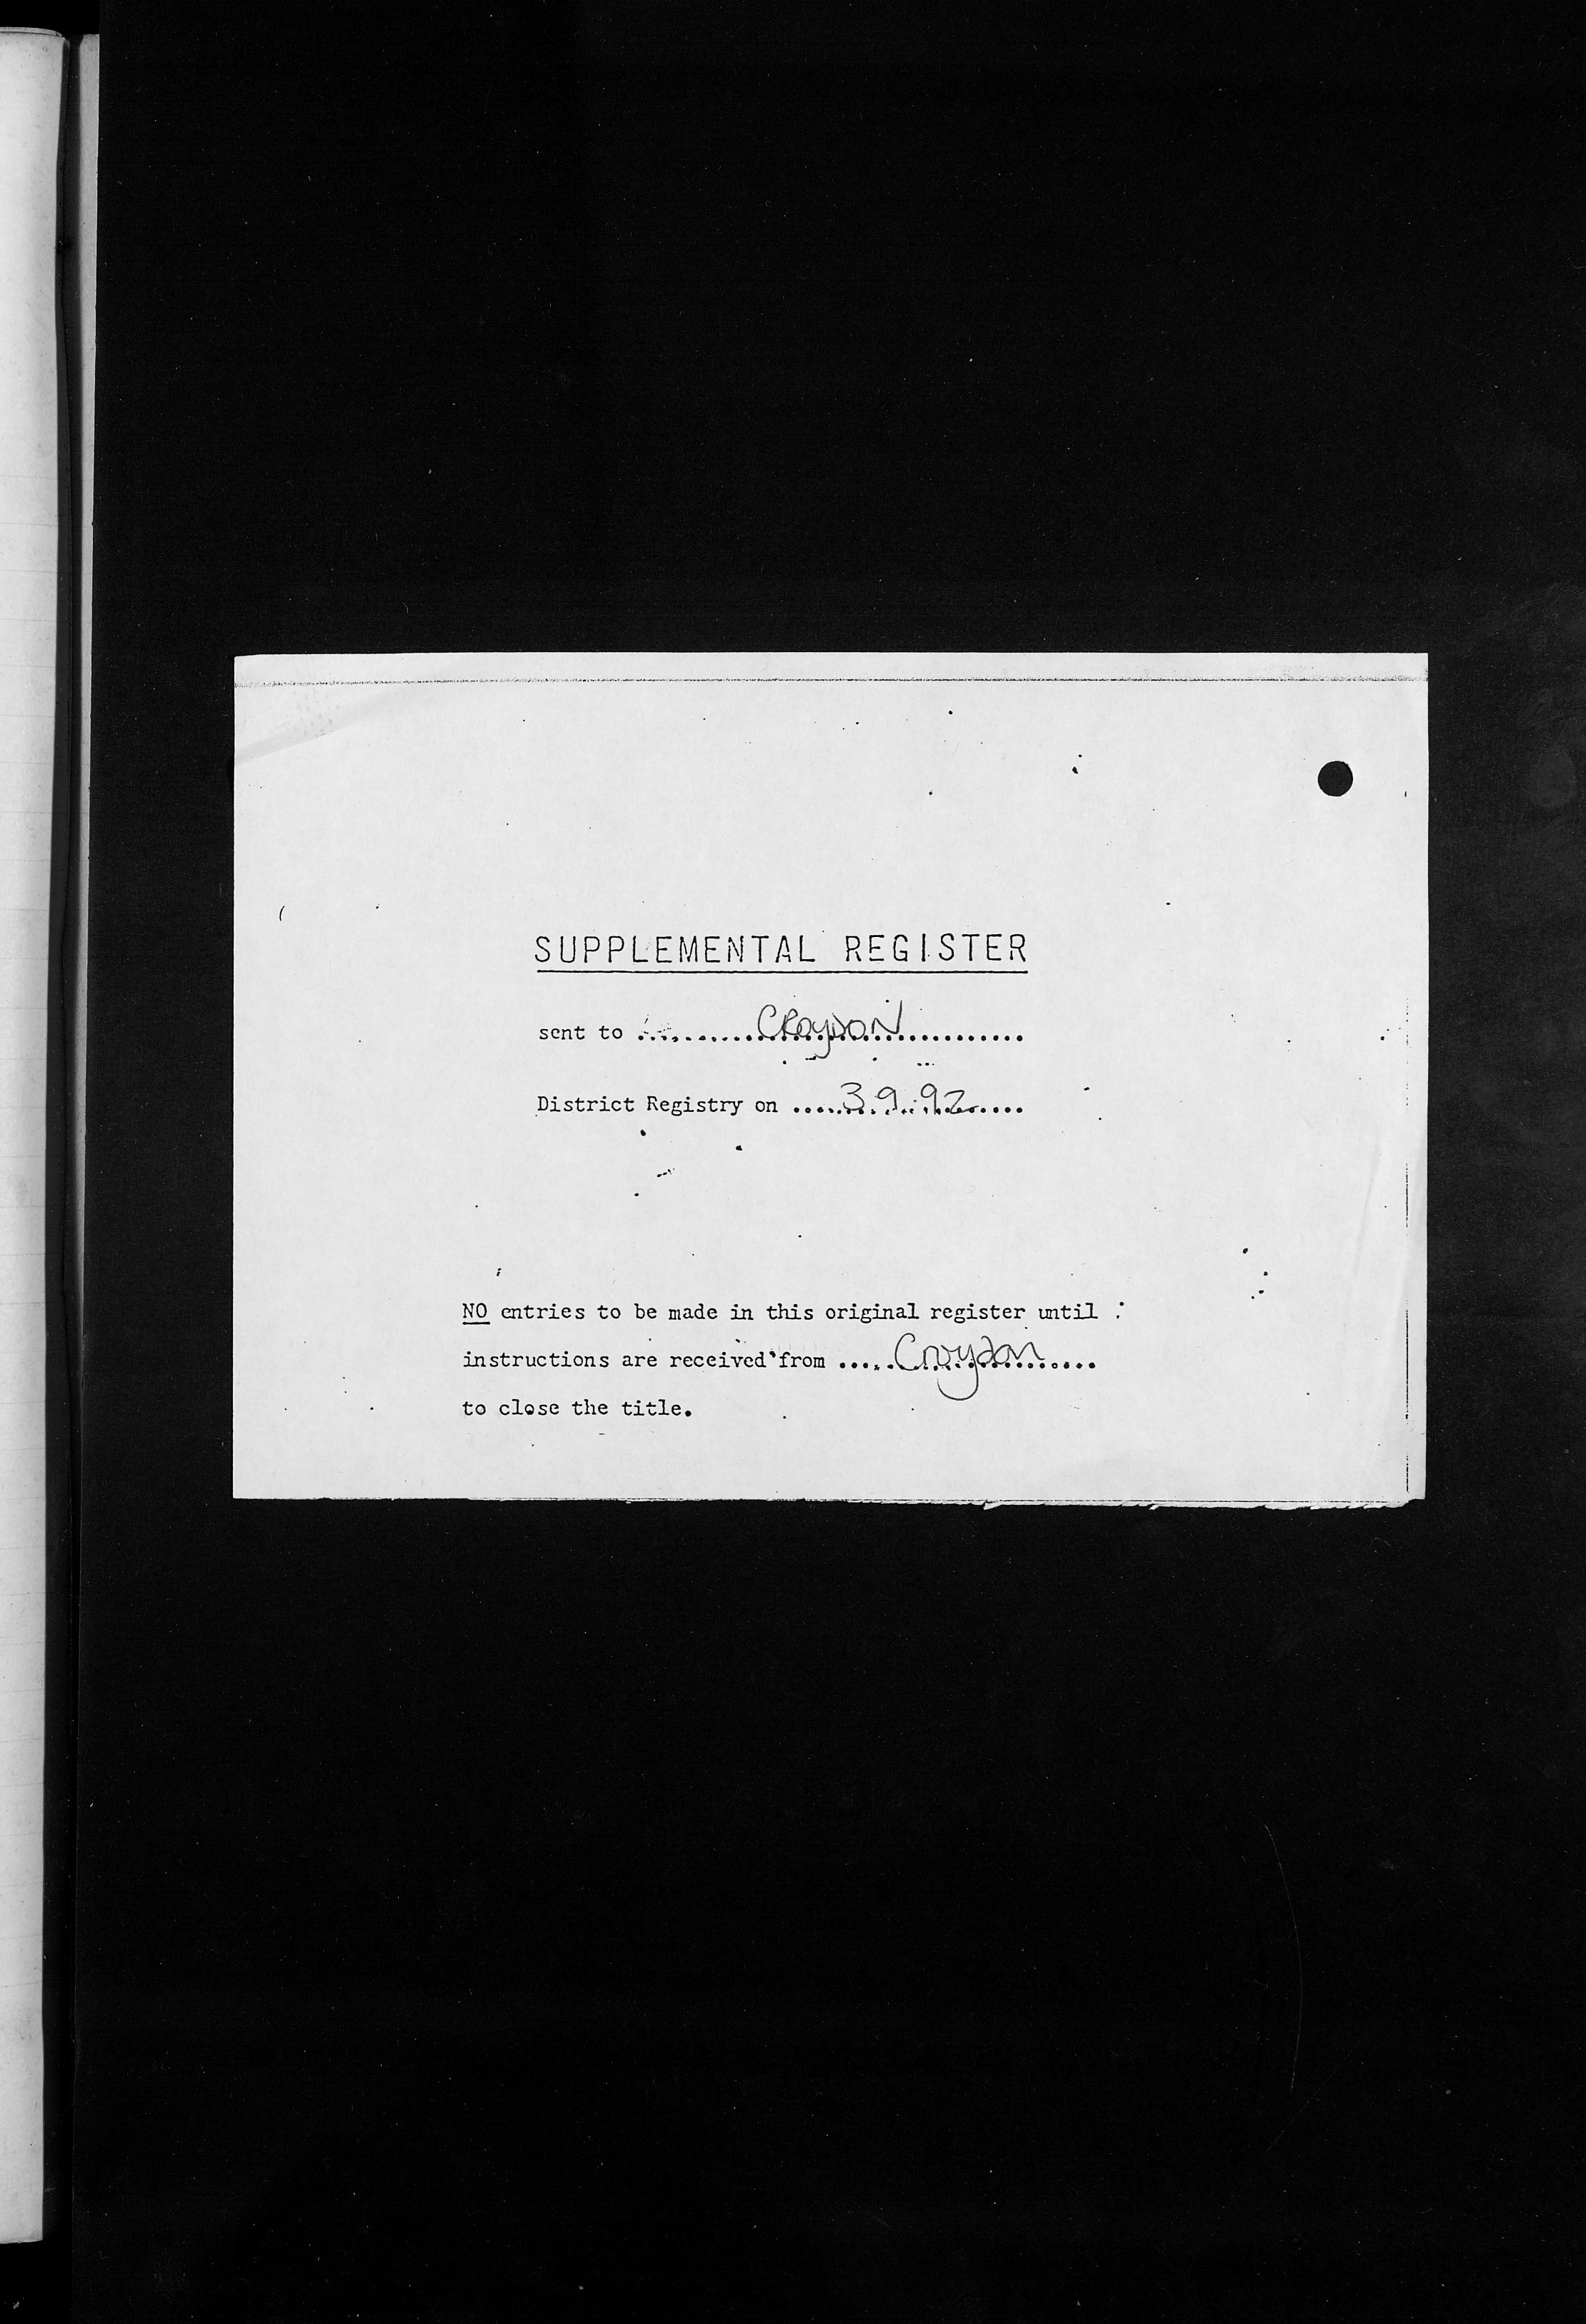 SUPPLEMENTAL REGISTER
sent to ............Croydon....................
District Registry on .....3.9.92.........
NO entries to be made in this original register until
instructions are received from .....Croydon............
to close the title.